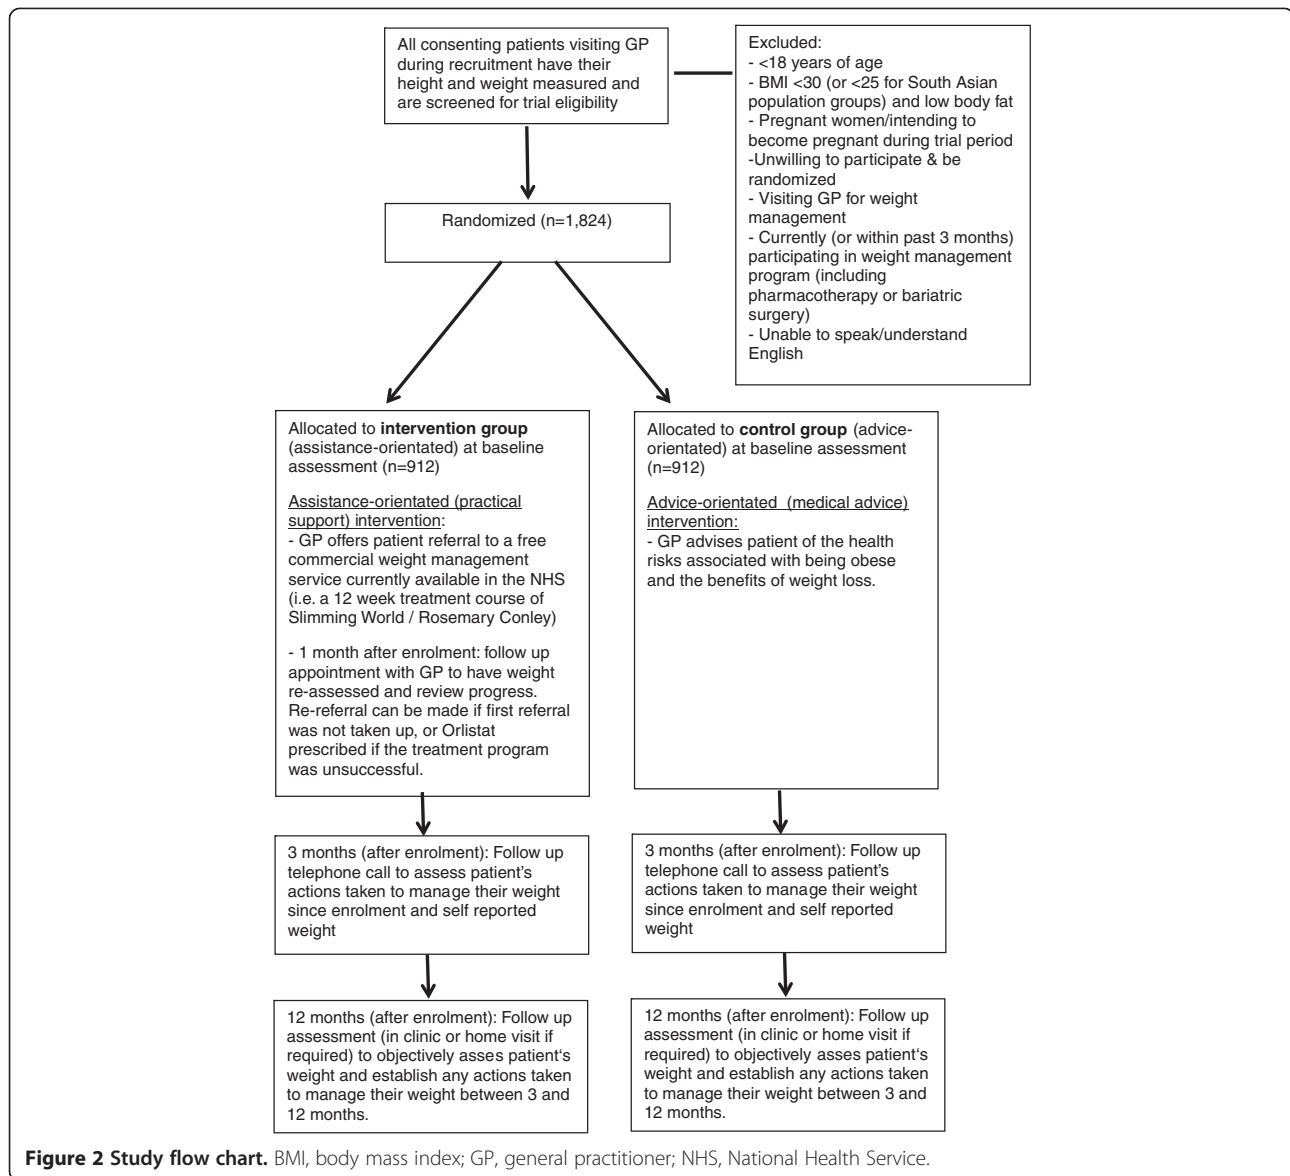 All consenting patients visiting GP
during recruitment have their
height and weight measured and
are screened for trial eligibility
Excluded:
- <18 years of age
- BMI <30 (or <25 for South Asian
population groups) and low body fat
- Pregnant women/intending to
become pregnant during trial period
-Unwilling to participate & be
randomized
- Visiting GP for weight
management
- Currently (or within past 3 months)
participating in weight management
program (including
pharmacotherapy or bariatric
surgery)
- Unable to speak/understand
English
Randomized (n=1,824)
Allocated to intervention group
(assistance-orientated) at baseline
assessment (n=912)
Assistance-orientated (practical
support) intervention:
- GP offers patient referral to a free
commercial weight management
service currently available in the NHS
(i.e. a 12 week treatment course of
Slimming World / Rosemary Conley)
- 1 month after enrolment: follow up
appointment with GP to have weight
re-assessed and review progress.
Re-referral can be made if first referral
was not taken up, or Orlistat
prescribed if the treatment program
was unsuccessful.
Allocated to control group (advice-
orientated) at baseline assessment
(n=912)
Advice-orientated (medical advice)
intervention:
- GP advises patient of the health
risks associated with being obese
and the benefits of weight loss.
3 months (after enrolment): Follow up
telephone call to assess patient's
actions taken to manage their weight
since enrolment and self reported
weight
3 months (after enrolment): Follow up
telephone call to assess patient's
actions taken to manage their weight
since enrolment and self reported
weight
12 months (after enrolment): Follow up
assessment (in clinic or home visit if
required) to objectively asses patient‘s
weight and establish any actions taken
to manage their weight between 3 and
12 months.
12 months (after enrolment): Follow up
assessment (in clinic or home visit if
required) to objectively asses patient‘s
weight and establish any actions taken
to manage their weight between 3 and
12 months.
Figure 2 Study flow chart. BMI, body mass index; GP, general practitioner; NHS, National Health Service.